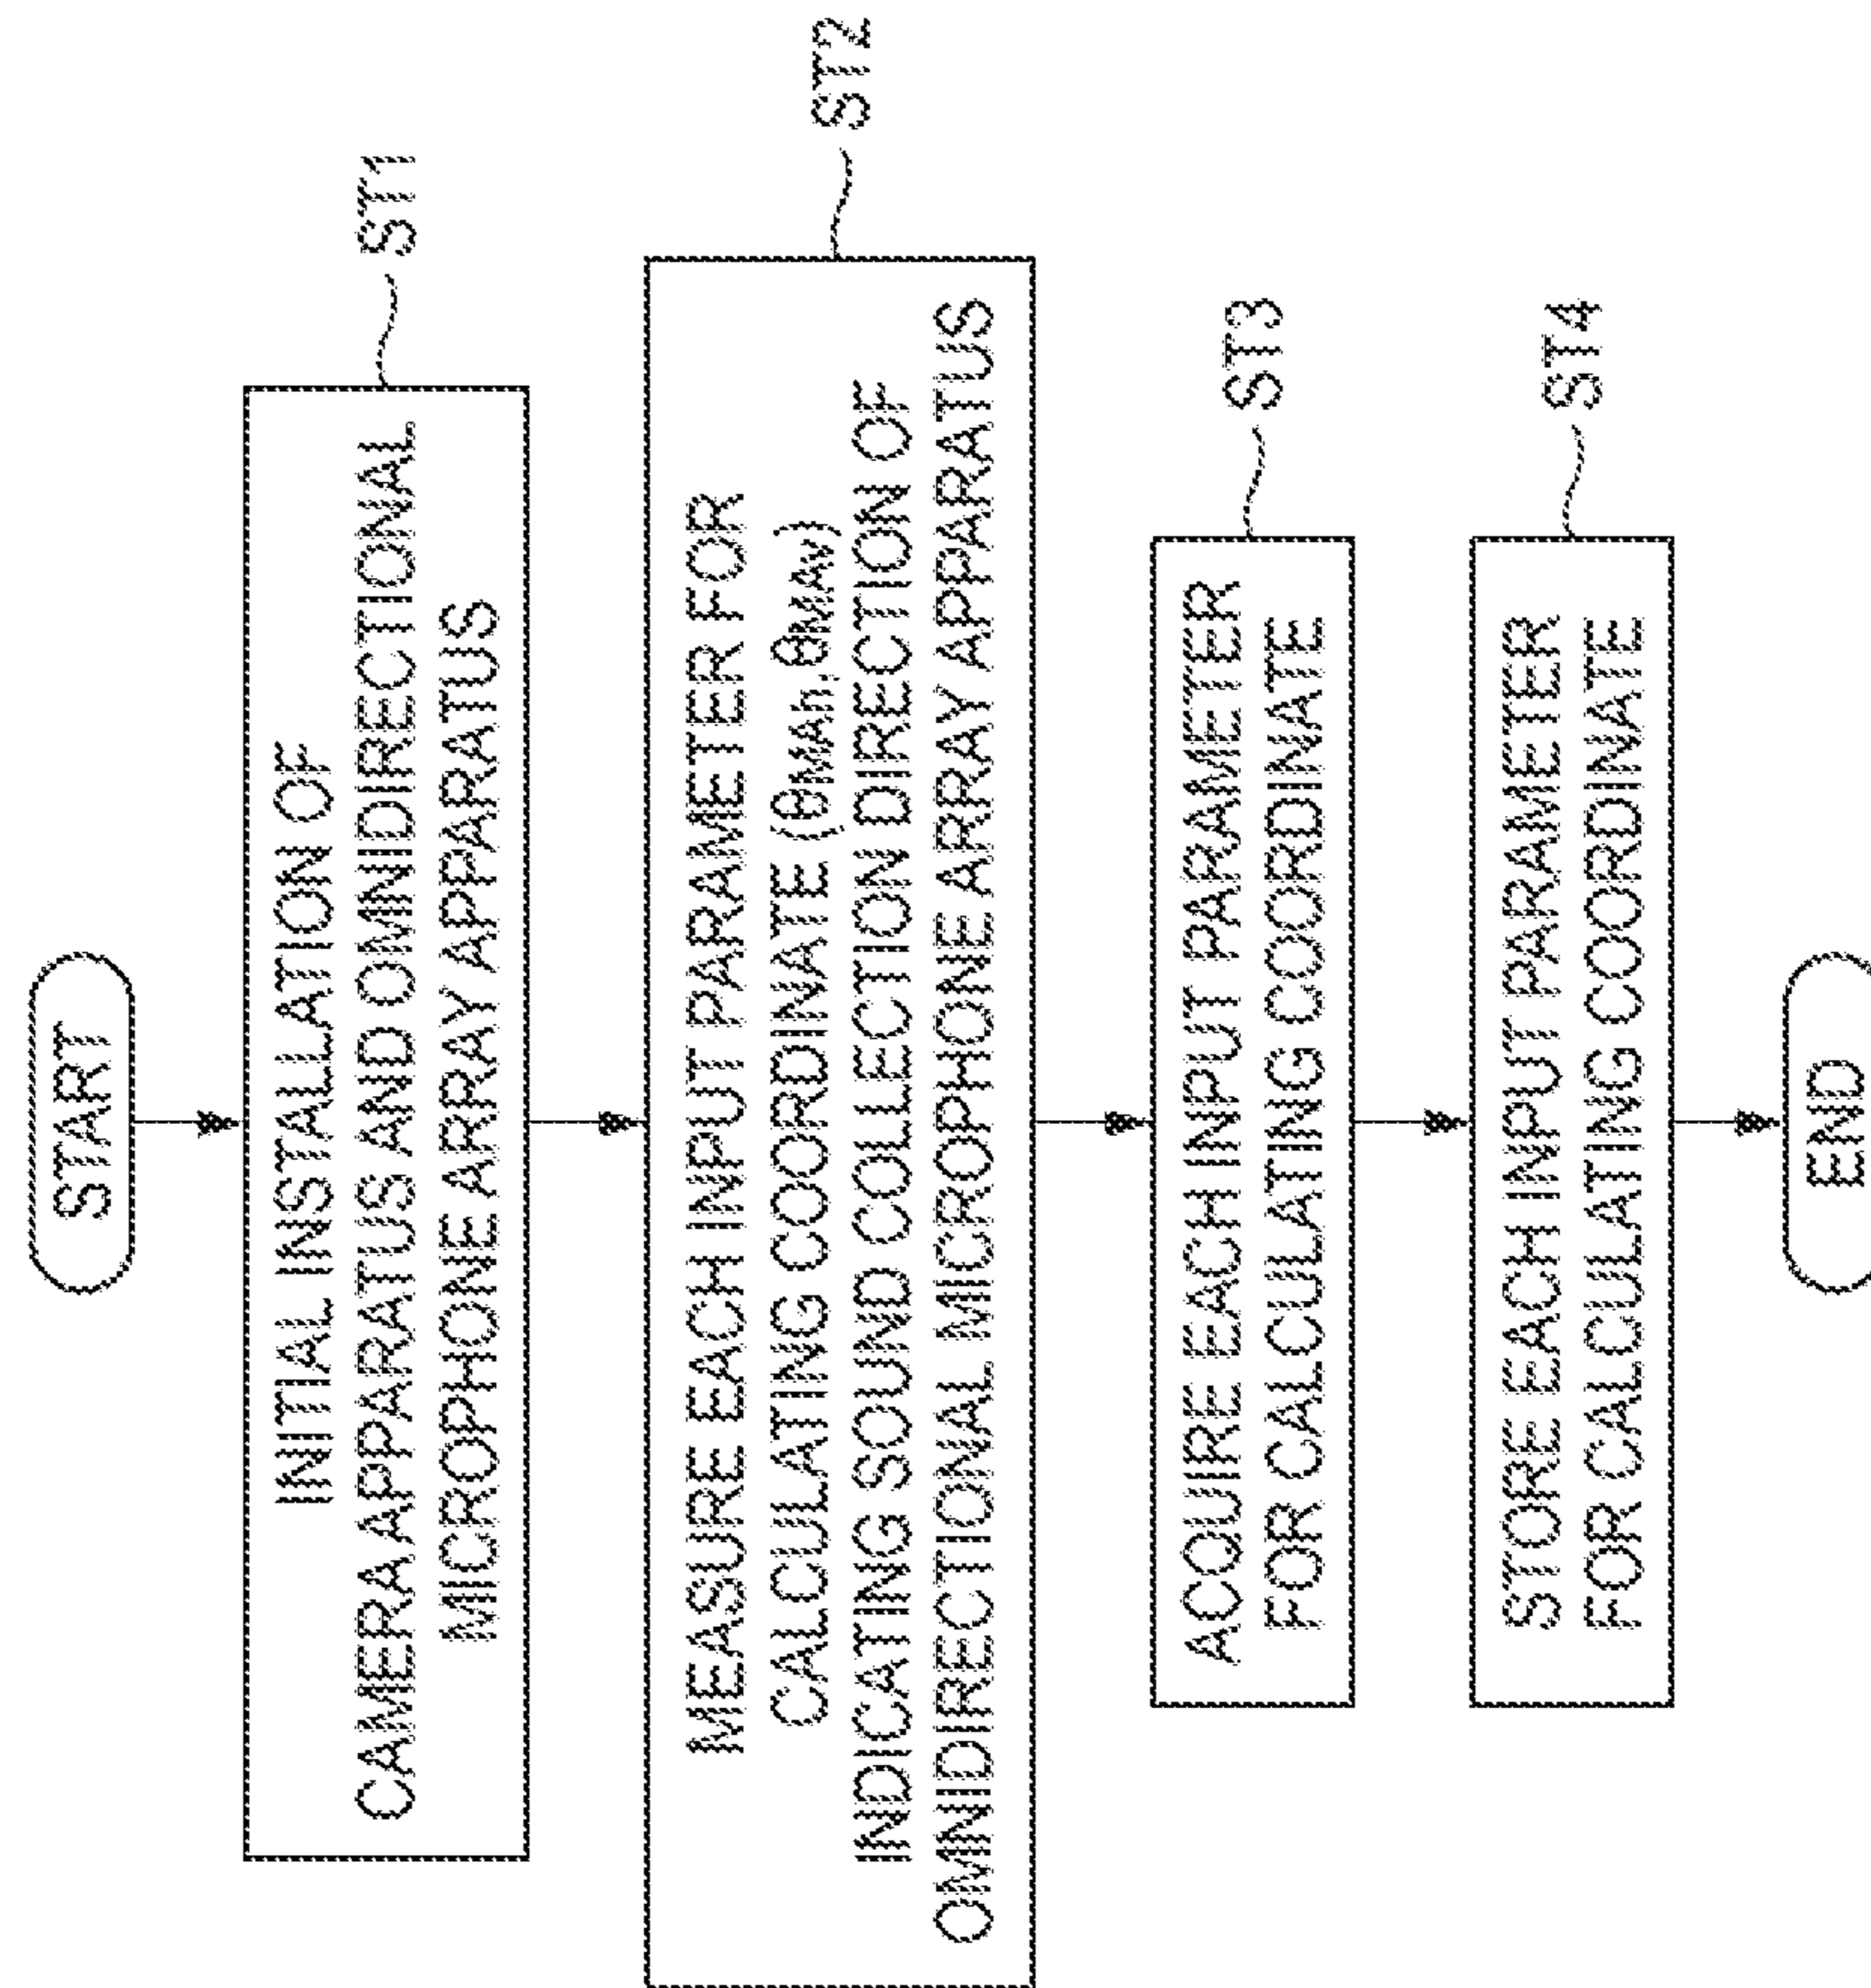 START
INITIAL INSTALLATION OF
CAMERA APPARATUS AND OMNIDIRECTIONAL
MICROPHONE ARRAY APPARATUS
ST1
MEASURE EACH INPUT PARAMETER FOR
CALCULATING COORDINATE (θMAh,θMAv)
INDICATING SOUND COLLECTION DIRECTION OF
OMNIDIRECTIONAL MICROPHONE ARRAY APPARATUS
ST2
ACQUIRE EACH INPUT PARAMETER
FOR CALCULATING COORDINATE
ST3
STORE EACH INPUT PARAMETER
FOR CALCULATING COORDINATE
ST4
END